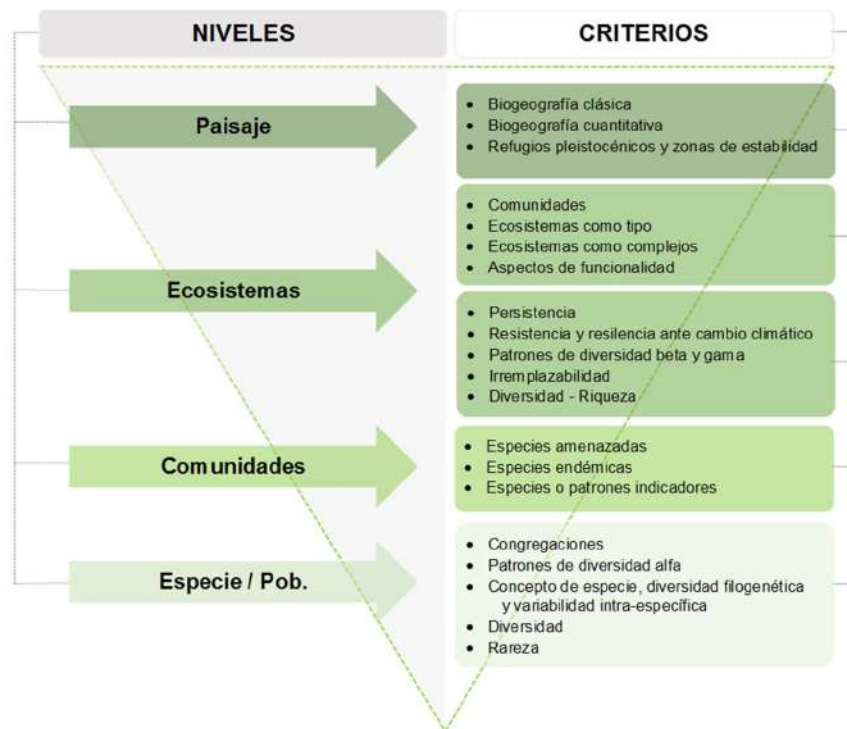 NIVELES
CRITERIOS
Paisaje
• Biogeografía clásica
• Biogeografía cuantitativa
• Refugios pleistocénicos y zonas de estabilidad
Ecosistemas
• Comunidades
• Ecosistemas como tipo
• Ecosistemas como complejos
• Aspectos de funcionalidad
• Persistencia
• Resistencia y resilencia ante cambio climático
• Patrones de diversidad beta y gama
• Irremplazabilidad
• Diversidad - Riqueza
Comunidades
• Especies amenazadas
• Especies endémicas
• Especies o patrones indicadores
Especie / Pob.
• Congregaciones
• Patrones de diversidad alfa
• Concepto de especie, diversidad filogenética
y variabilidad intra-específica
• Diversidad
• Rareza